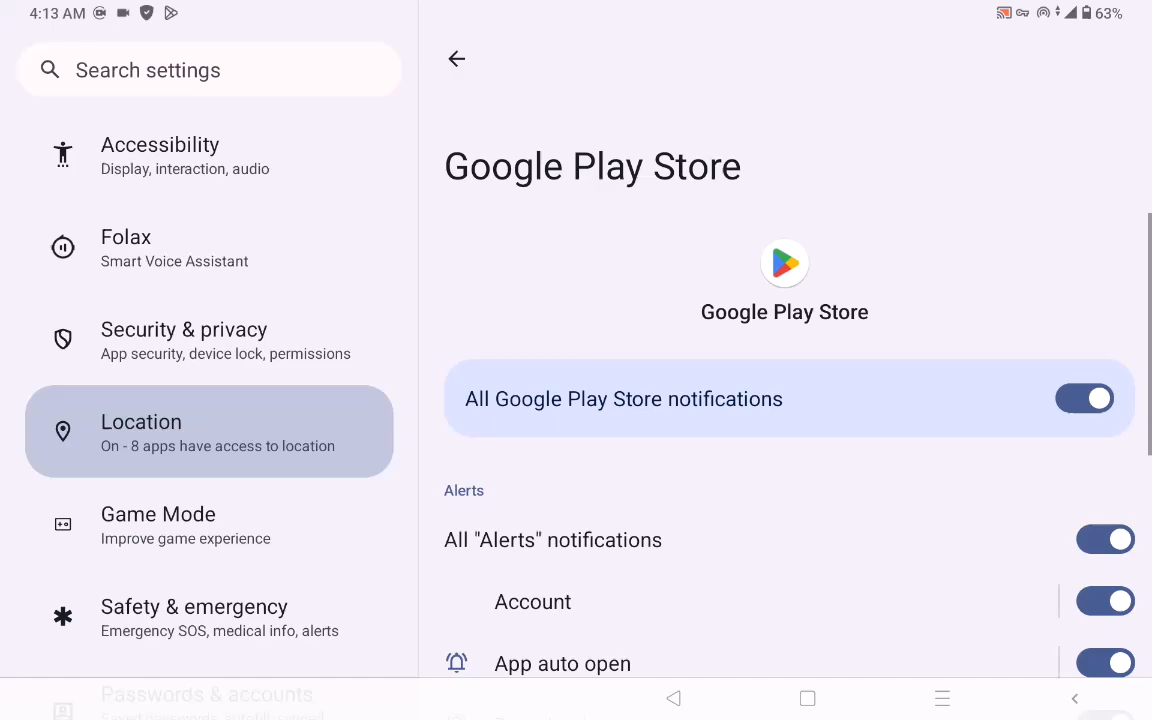 4:13 AM
63%
Search settings
Accessibility
Display, interaction, audio
Folax
Smart Voice Assistant
Security & privacy
App security, device lock, permissions
Location
On - 8 apps have access to location
Game Mode
Improve game experience
Safety & emergency
Emergency SOS, medical info, alerts
Passwords & accounts
Google Play Store
Google Play Store
All Google Play Store notifications
Alerts
All "Alerts" notifications
Account
App auto open